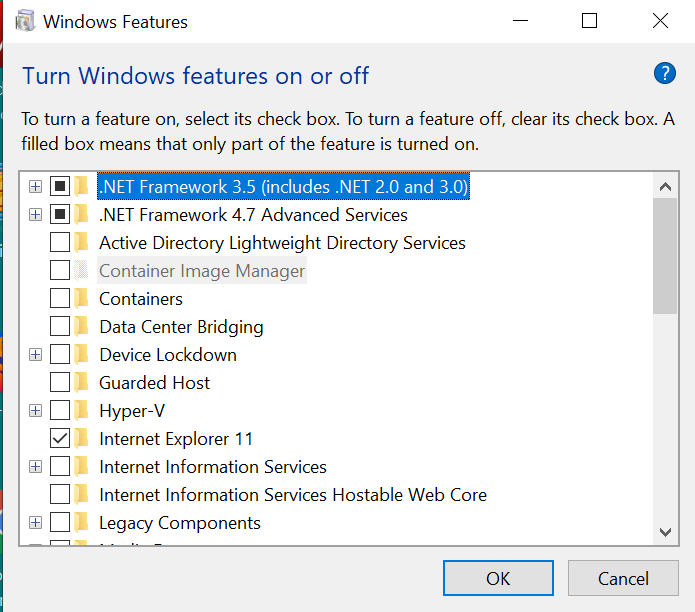 Windows Features
Turn Windows features on or off
?
To turn a feature on, select its check box. To turn a feature off, clear its check box. A
filled box means that only part of the feature is turned on.
.NET Framework 3.5 (includes .NET 2.0 and 3.0)
.NET Framework 4.7 Advanced Services
Active Directory Lightweight Directory Services
Container Image Manager
Containers
Data Center Bridging
Device Lockdown
Guarded Host
Hyper-V
Internet Explorer 11
Internet Information Services
Internet Information Services Hostable Web Core
Legacy Components
OK
Cancel